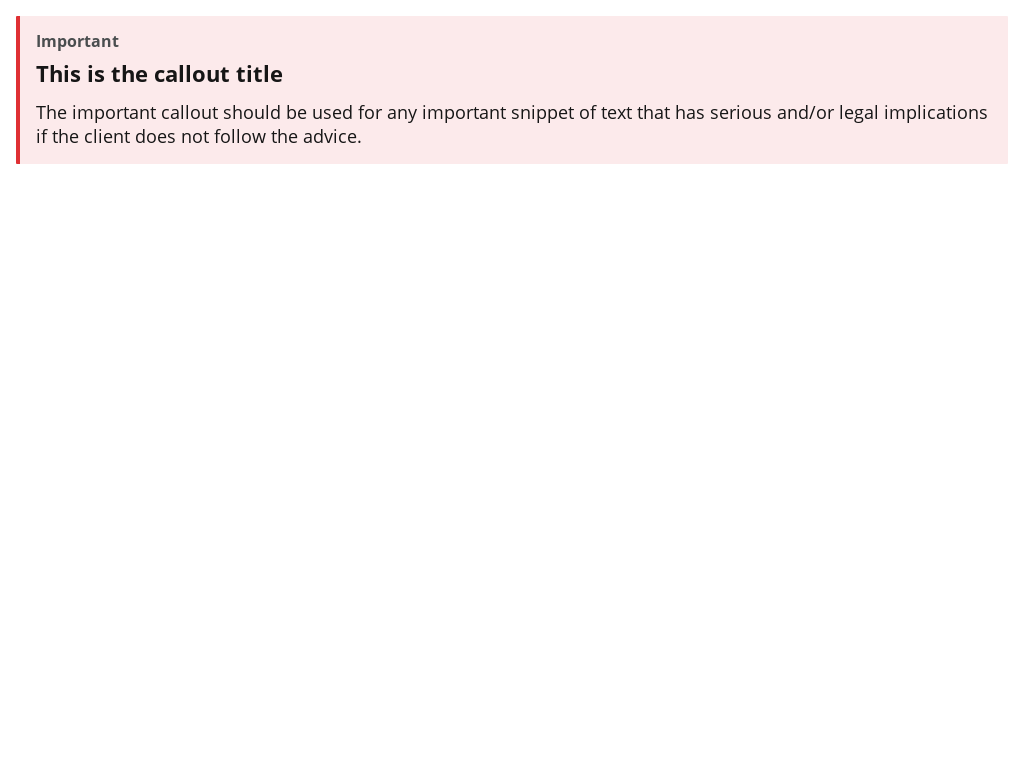 Important
This is the callout title
The important callout should be used for any important snippet of text that has serious and/or legal implications
if the client does not follow the advice.